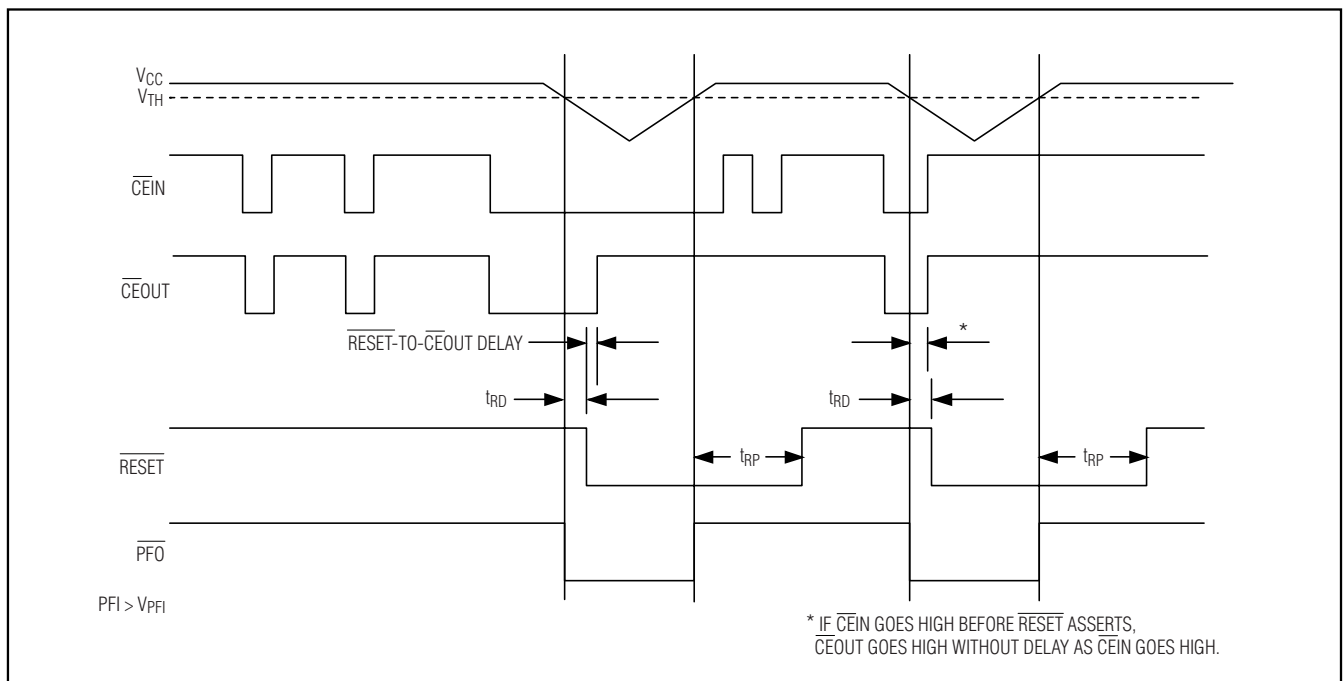 VCC
VTH
CEIN
CEOUT
RESET-TO-CEOUT DELAY
*
tRD
tRD
RESET
tRP
tRP
PFO
PFI > VPFI
* IF CEIN GOES HIGH BEFORE RESET ASSERTS,
CEOUT GOES HIGH WITHOUT DELAY AS CEIN GOES HIGH.